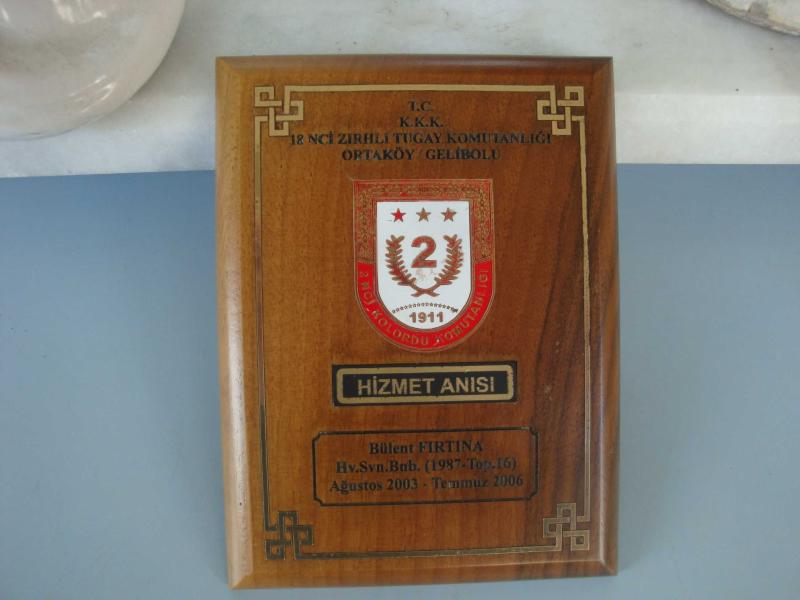 T.C.
K.K.K.
18 NCİ ZIRHLI TUGAY KOMUTANLIĞI
ORTAKÖY / GELİBOLU
2
1911
2 NCİ KOLORDU KOMUTANLIĞI
HİZMET ANISI
Bülent FIRTINA
Hv.Svn.Bnb. (1987-Top.16)
Ağustos 2003 - Temmuz 2006